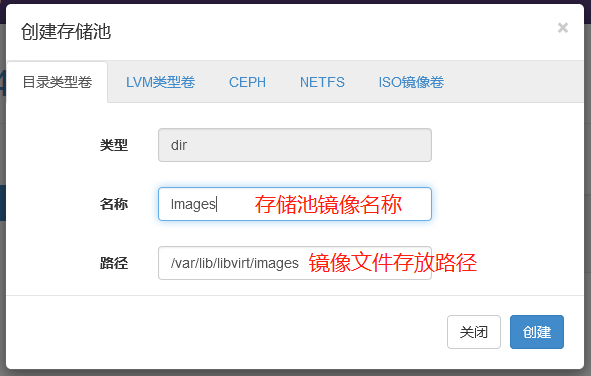 创建存储池
×
目录类型卷 LVM类型卷 CEPH NETFS ISO镜像卷
类型 dir
名称 images 存储池镜像名称
路径 /var/lib/libvirt/images 镜像文件存放路径
关闭 创建